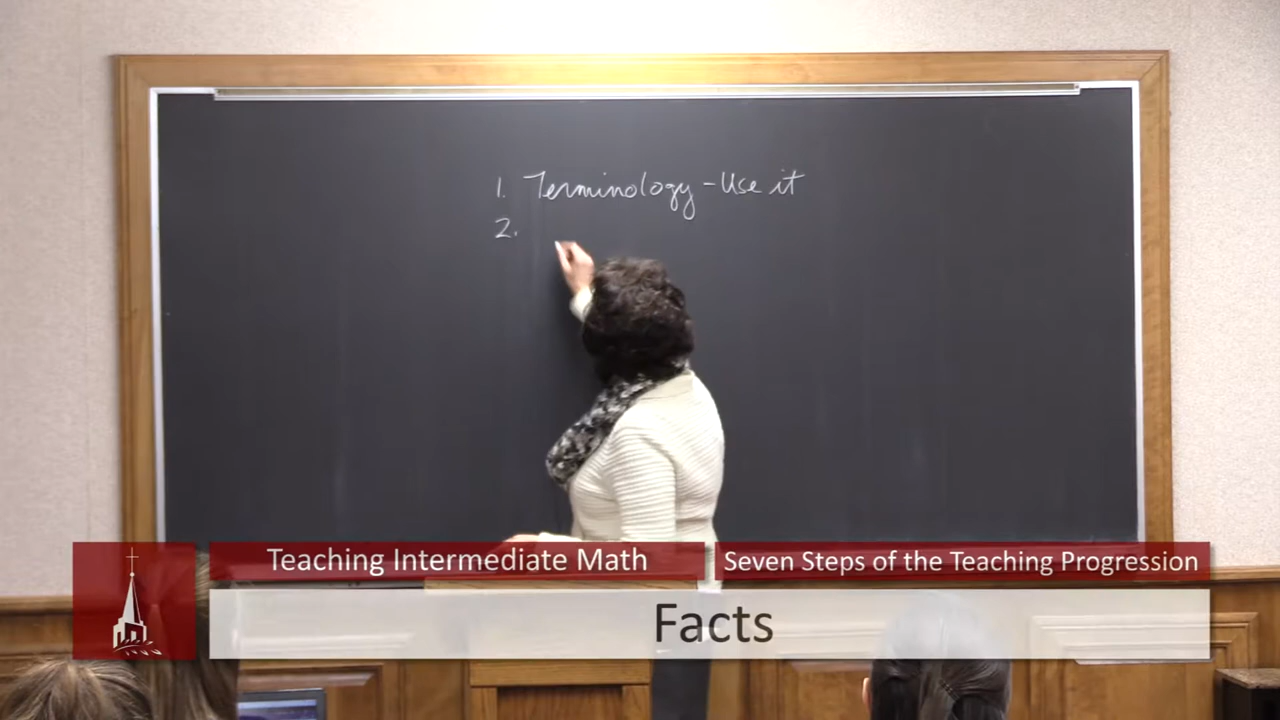 1. Terminology - Use it
2.
Teaching Intermediate Math
Seven Steps of the Teaching Progression
Facts